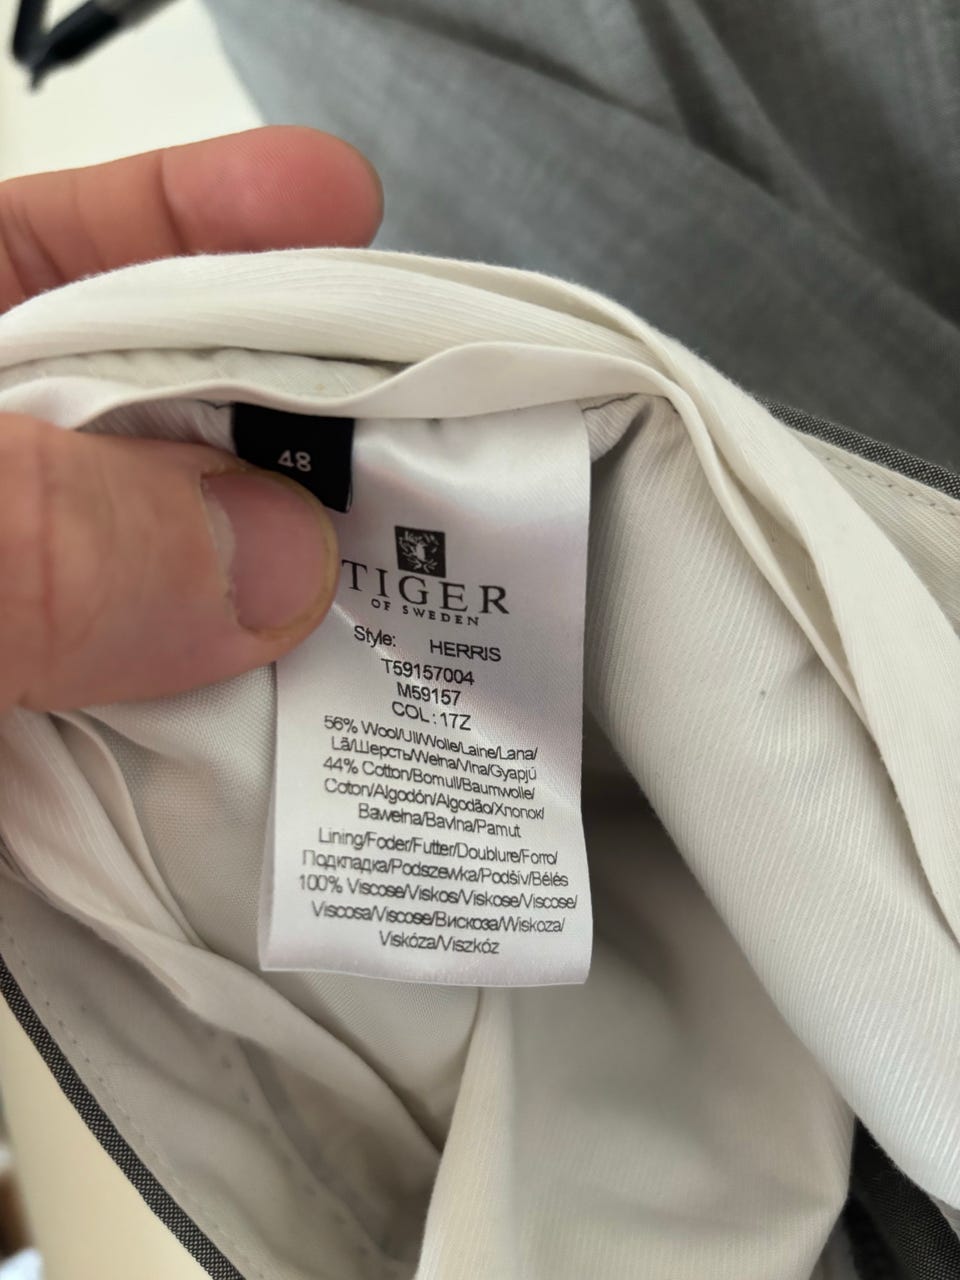 48
TIGER
OF SWEDEN
Style: HERRIS
T59157004
M59157
COL: 17Z
56% Wool/Ull/Wolle/Laine/Lana/
Lã/Шерсть/Wełna/Vlna/Gyapjú
44% Cotton/Bomull/Baumwolle/
Coton/Algodón/Algodão/Хлопок/
Bawełna/Bavlna/Pamut
Lining/Foder/Futter/Doublure/Forro/
Подкладка/Podszewka/Podšiv/Bélés
100% Viscose/Viskos/Viskose/Viscose/
Viscosa/Viscose/Вискоза/Wiskoza/
Viskóza/Viszkóz